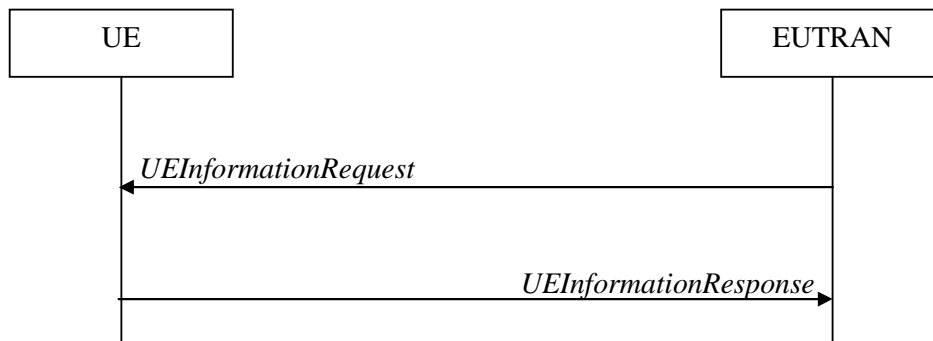 UE
EUTRAN
UEInformationRequest
UEInformationResponse